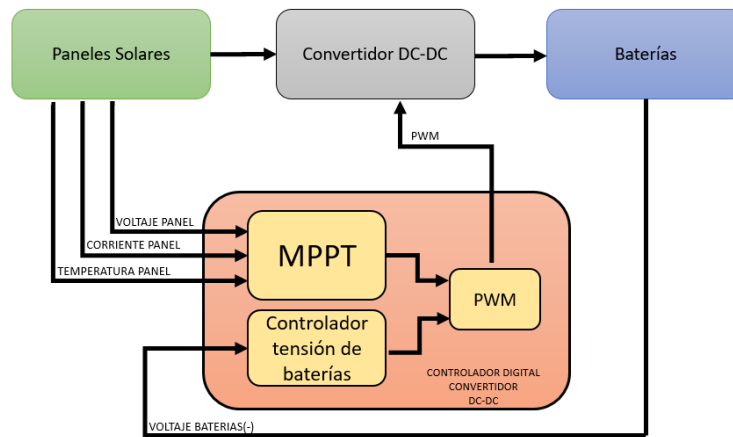 Paneles Solares
Convertidor DC-DC
Baterías
PWM
VOLTAJE PANEL
CORRIENTE PANEL
TEMPERATURA PANEL
MPPT
PWM
Controlador
tensión de
baterías
CONTROLADOR DIGITAL
CONVERTIDOR
DC-DC
VOLTAJE BATERIAS(-)